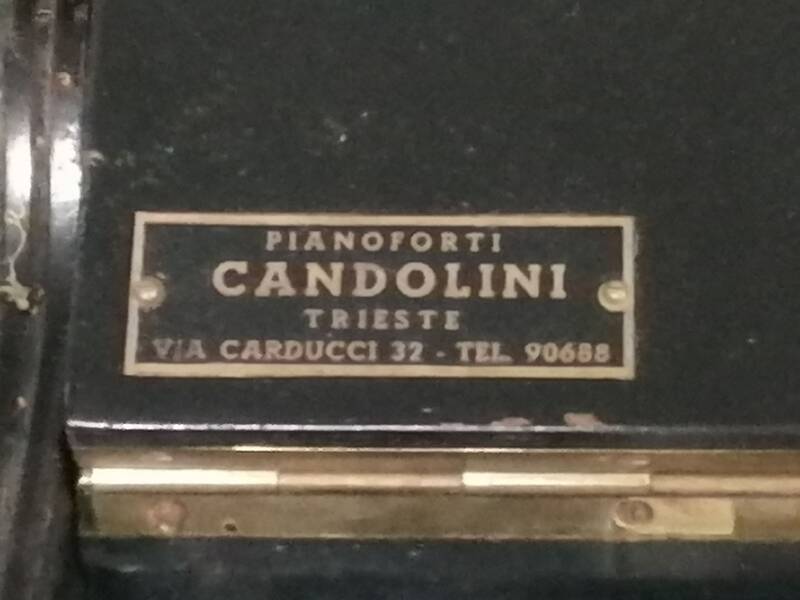 PIANOFORTI
CANDOLINI
TRIESTE
VIA CARDUCCI 32 - TEL. 90688